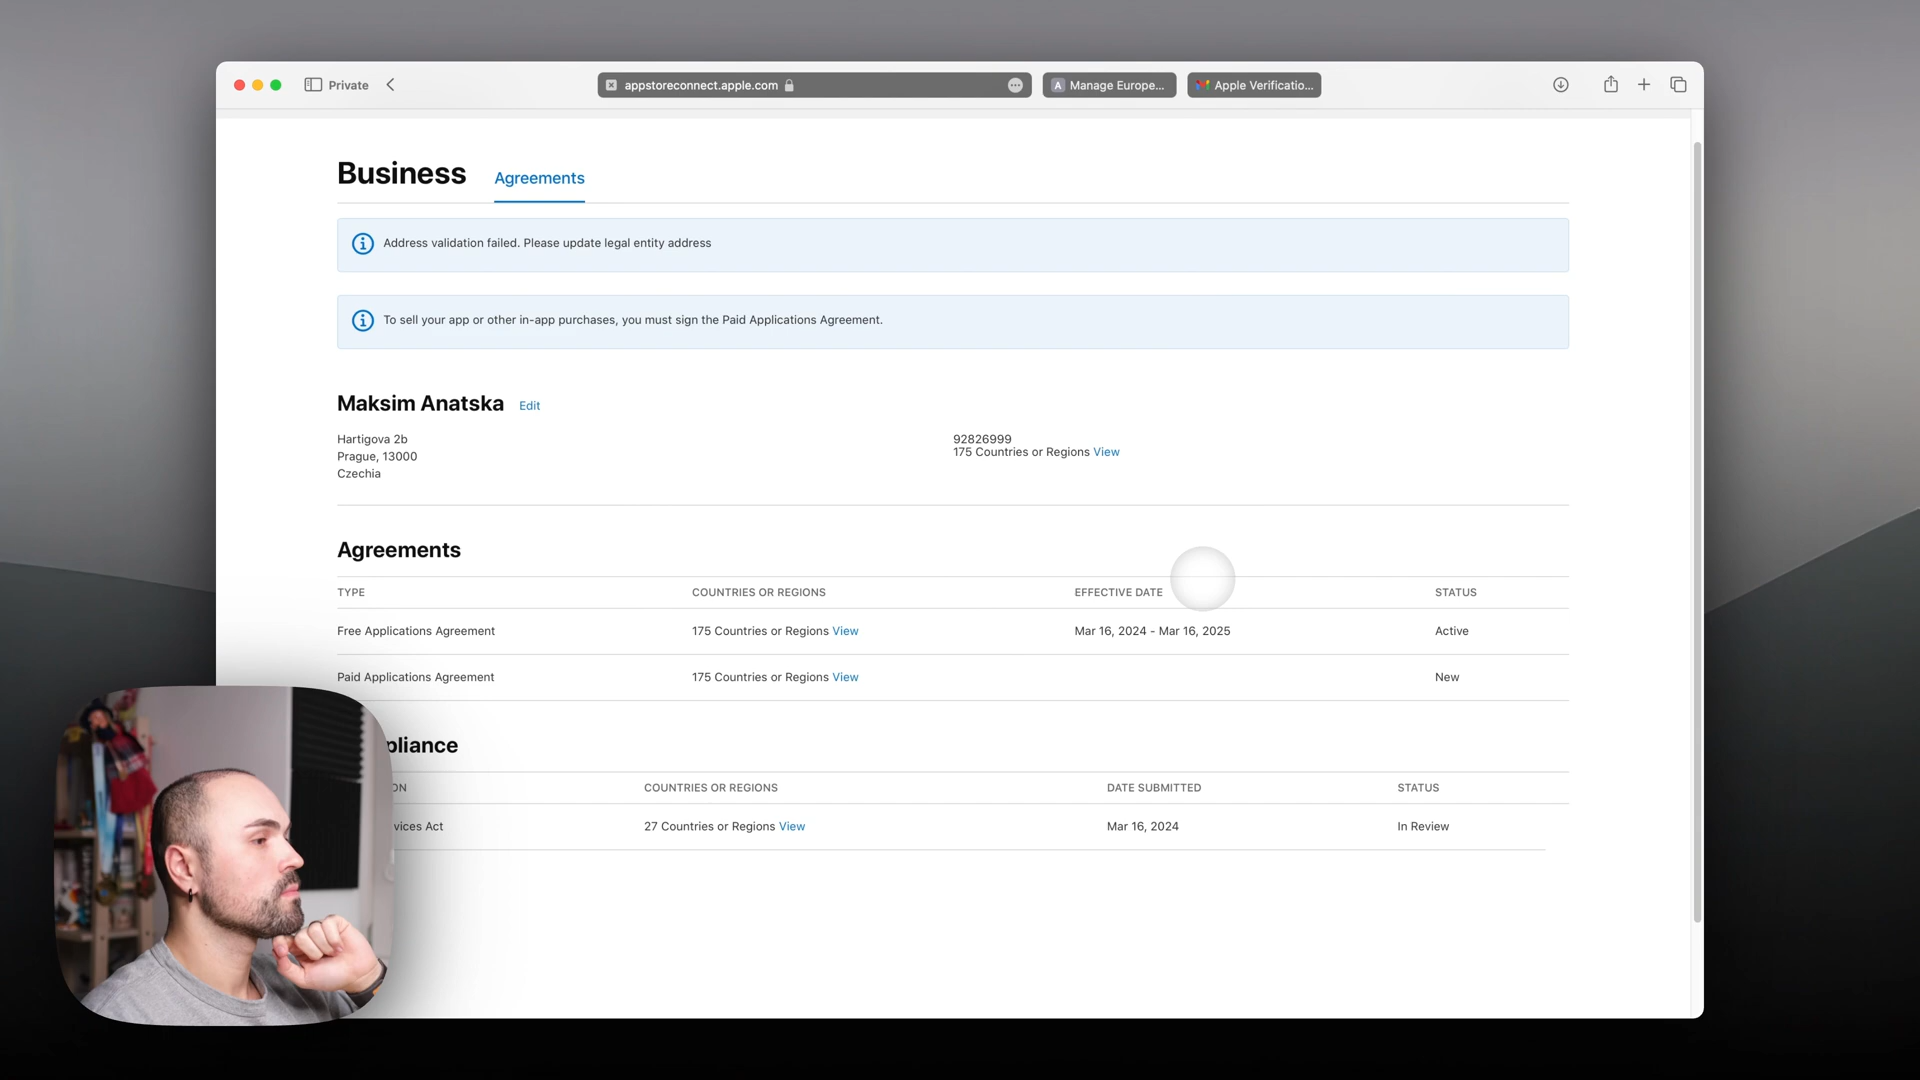 Private
appstoreconnect.apple.com
Manage Europe...
Apple Verificatio...
Business
Agreements
Address validation failed. Please update legal entity address
To sell your app or other in-app purchases, you must sign the Paid Applications Agreement.
Maksim Anatska Edit
Hartigova 2b
Prague, 13000
Czechia
92826999
175 Countries or Regions View
Agreements
TYPE COUNTRIES OR REGIONS EFFECTIVE DATE STATUS
Free Applications Agreement 175 Countries or Regions View Mar 16, 2024 - Mar 16, 2025 Active
Paid Applications Agreement 175 Countries or Regions View New
pliance
ON COUNTRIES OR REGIONS DATE SUBMITTED STATUS
vices Act 27 Countries or Regions View Mar 16, 2024 In Review